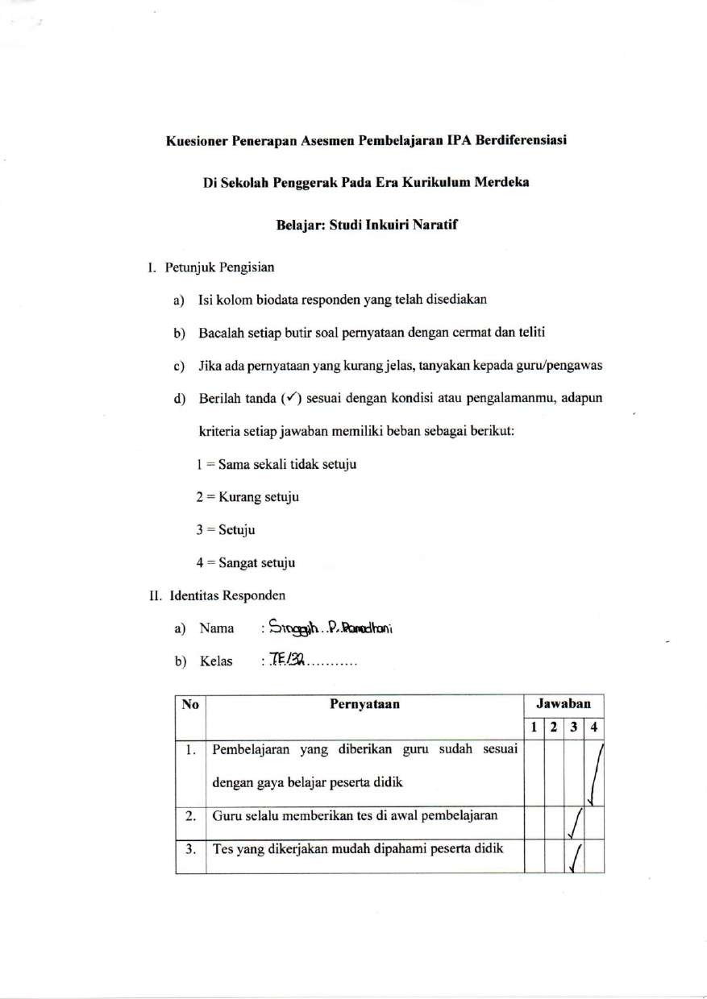 Kuesioner Penerapan Asesmen Pembelajaran IPA Berdiferensiasi
Di Sekolah Penggerak Pada Era Kurikulum Merdeka
Belajar: Studi Inkuiri Naratif
I. Petunjuk Pengisian
a) Isi kolom biodata responden yang telah disediakan
b) Bacalah setiap butir soal pernyataan dengan cermat dan teliti
c) Jika ada pernyataan yang kurang jelas, tanyakan kepada guru/pengawas
d) Berilah tanda (✓) sesuai dengan kondisi atau pengalamanmu, adapun
kriteria setiap jawaban memiliki beban sebagai berikut:
1 = Sama sekali tidak setuju
2 = Kurang setuju
3 = Setuju
4 = Sangat setuju
II. Identitas Responden
a) Nama : Singgih P. Ramadhani
b) Kelas : 7E/32
No Pernyataan Jawaban
1 2 3 4
1. Pembelajaran yang diberikan guru sudah sesuai
dengan gaya belajar peserta didik ✓
2. Guru selalu memberikan tes di awal pembelajaran ✓
3. Tes yang dikerjakan mudah dipahami peserta didik ✓